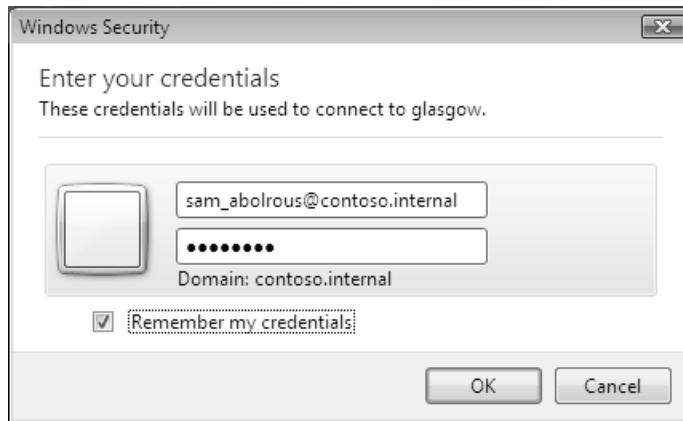 Windows Security
Enter your credentials
These credentials will be used to connect to glasgow.
sam_abolrous@contoso.internal
••••••••
Domain: contoso.internal
Remember my credentials
OK
Cancel